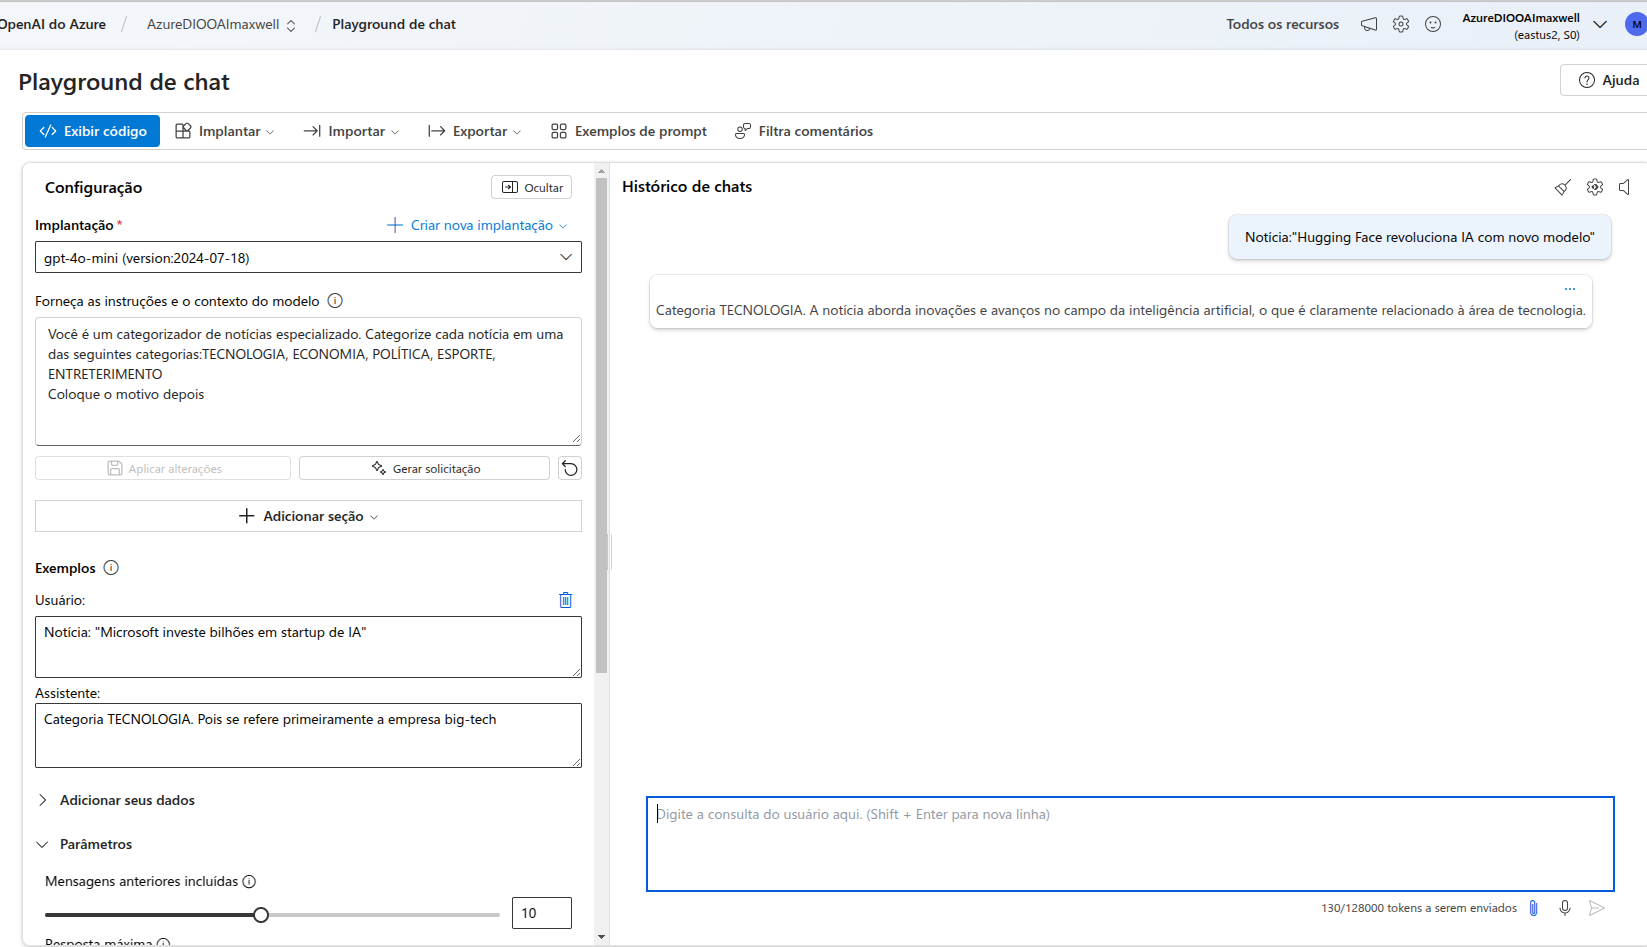 OpenAI do Azure / AzureDIOOAImaxwell / Playground de chat
Todos os recursos
AzureDIOOAImaxwell
(eastus2, S0)
M
Playground de chat
Ajuda
Exibir código
Implantar
Importar
Exportar
Exemplos de prompt
Filtra comentários
Configuração
Ocultar
Implantação *
Criar nova implantação
gpt-4o-mini (version:2024-07-18)
Forneça as instruções e o contexto do modelo
Você é um categorizador de notícias especializado. Categorize cada notícia em uma
das seguintes categorias:TECNOLOGIA, ECONOMIA, POLÍTICA, ESPORTE,
ENTRETERIMENTO
Coloque o motivo depois
Aplicar alterações
Gerar solicitação
Adicionar seção
Exemplos
Usuário:
Notícia: "Microsoft investe bilhões em startup de IA"
Assistente:
Categoria TECNOLOGIA. Pois se refere primeiramente a empresa big-tech
Adicionar seus dados
Parâmetros
Mensagens anteriores incluídas
10
Resposta máxima
Histórico de chats
Notícia:"Hugging Face revoluciona IA com novo modelo"
Categoria TECNOLOGIA. A notícia aborda inovações e avanços no campo da inteligência artificial, o que é claramente relacionado à área de tecnologia.
Digite a consulta do usuário aqui. (Shift + Enter para nova linha)
130/128000 tokens a serem enviados